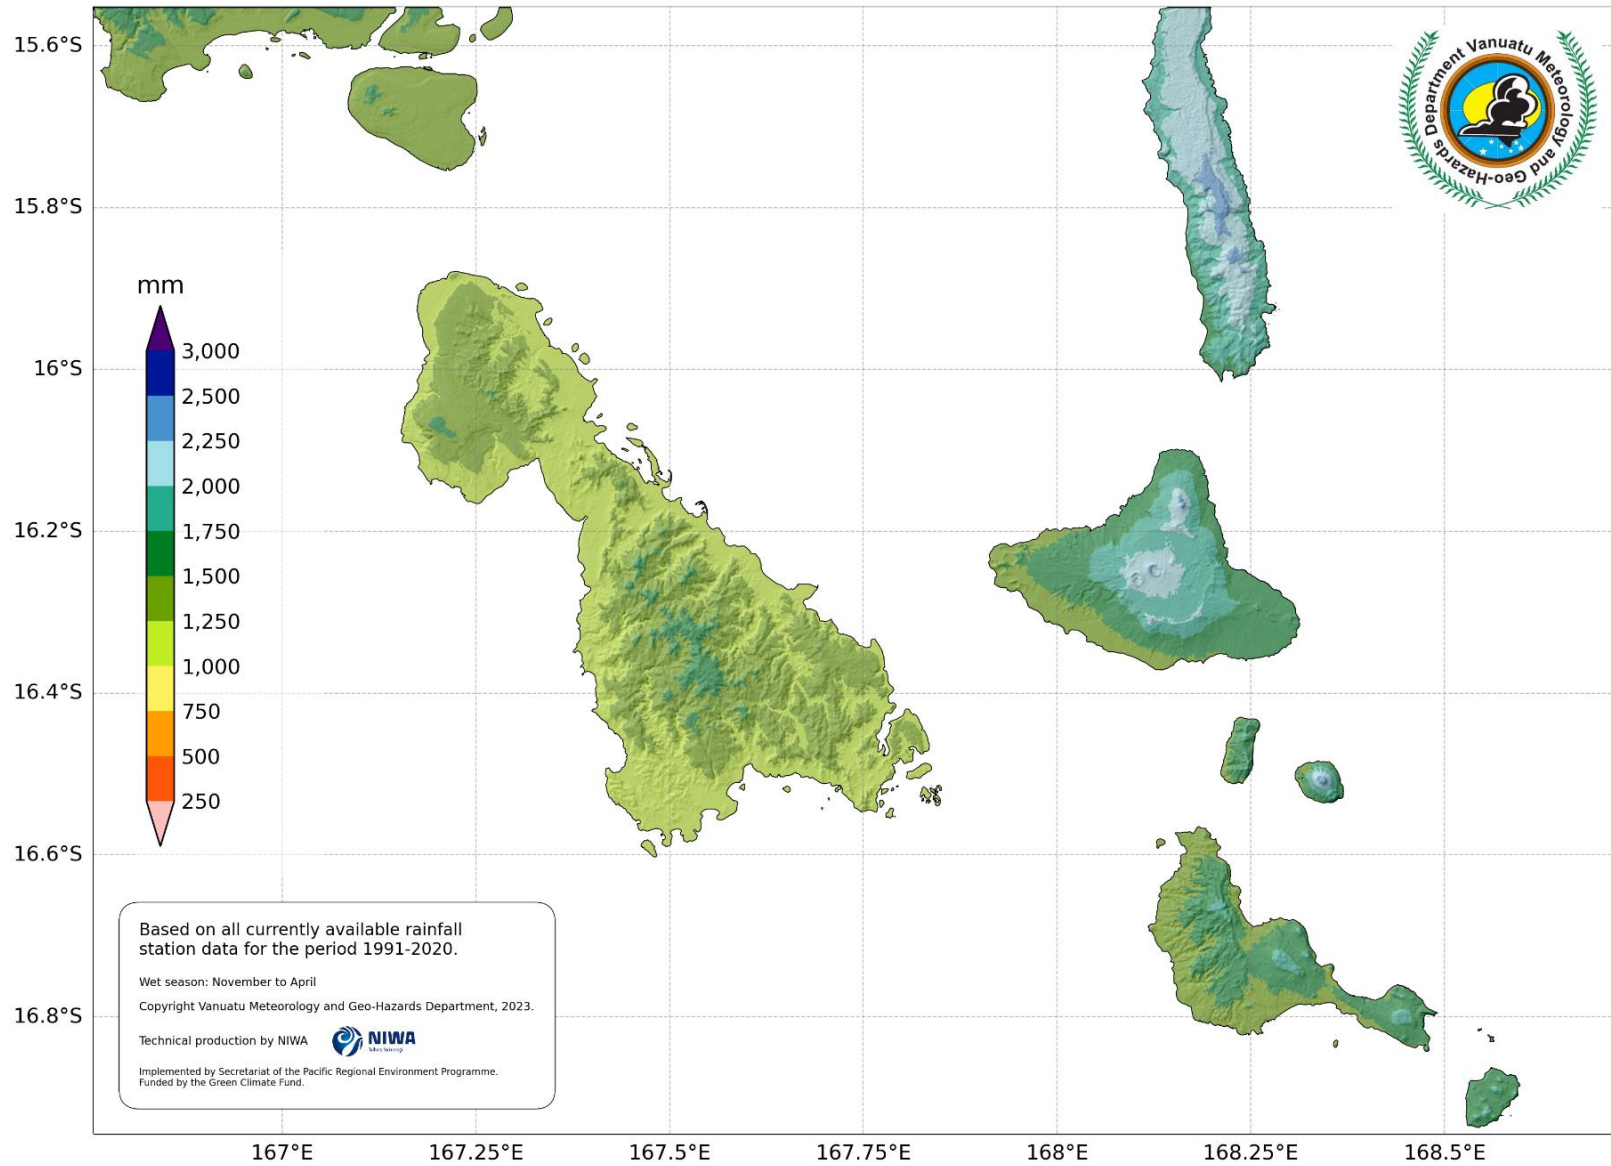 15.6°S
15.8°S
16°S
16.2°S
16.4°S
16.6°S
16.8°S
Vanuatu Meteorology and Geo-Hazards Department
mm
3,000
2,500
2,250
2,000
1,750
1,500
1,250
1,000
750
500
250
Based on all currently available rainfall
station data for the period 1991-2020.
Wet season: November to April
Copyright Vanuatu Meteorology and Geo-Hazards Department, 2023.
Technical production by NIWA
NIWA
Implemented by Secretariat of the Pacific Regional Environment Programme.
Funded by the Green Climate Fund.
167°E
167.25°E
167.5°E
167.75°E
168°E
168.25°E
168.5°E